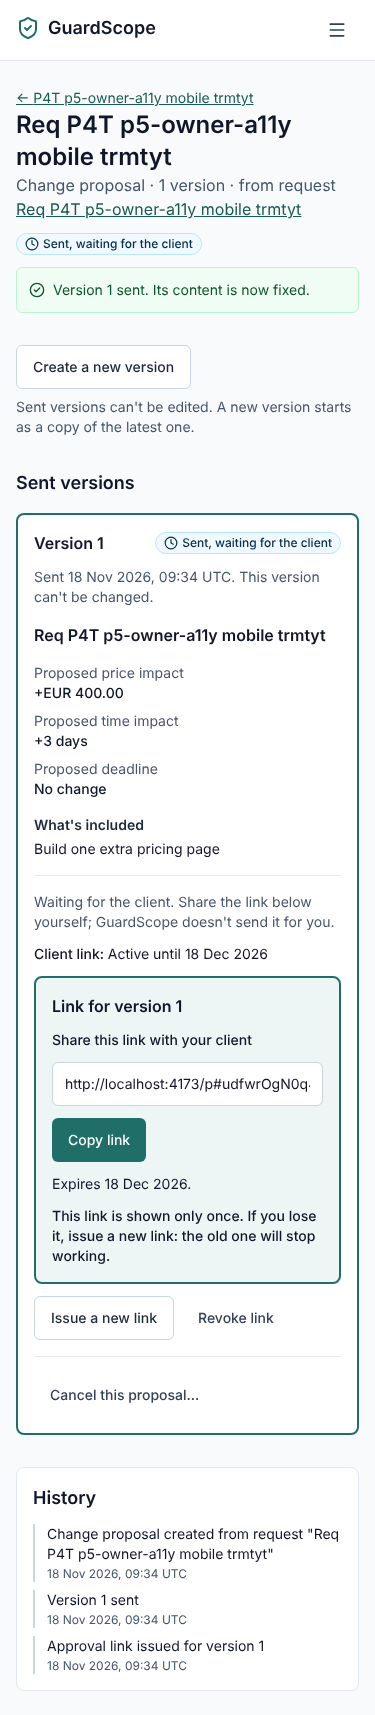 GuardScope
← P4T p5-owner-a11y mobile trmtyt
Req P4T p5-owner-a11y
mobile trmtyt
Change proposal · 1 version · from request
Req P4T p5-owner-a11y mobile trmtyt
Sent, waiting for the client
Version 1 sent. Its content is now fixed.
Create a new version
Sent versions can't be edited. A new version starts
as a copy of the latest one.
Sent versions
Version 1
Sent, waiting for the client
Sent 18 Nov 2026, 09:34 UTC. This version
can't be changed.
Req P4T p5-owner-a11y mobile trmtyt
Proposed price impact
+EUR 400.00
Proposed time impact
+3 days
Proposed deadline
No change
What's included
Build one extra pricing page
Waiting for the client. Share the link below
yourself; GuardScope doesn't send it for you.
Client link: Active until 18 Dec 2026
Link for version 1
Share this link with your client
http://localhost:4173/p#udfwrOgN0q
Copy link
Expires 18 Dec 2026.
This link is shown only once. If you lose
it, issue a new link: the old one will stop
working.
Issue a new link
Revoke link
Cancel this proposal...
History
Change proposal created from request "Req
P4T p5-owner-a11y mobile trmtyt"
18 Nov 2026, 09:34 UTC
Version 1 sent
18 Nov 2026, 09:34 UTC
Approval link issued for version 1
18 Nov 2026, 09:34 UTC